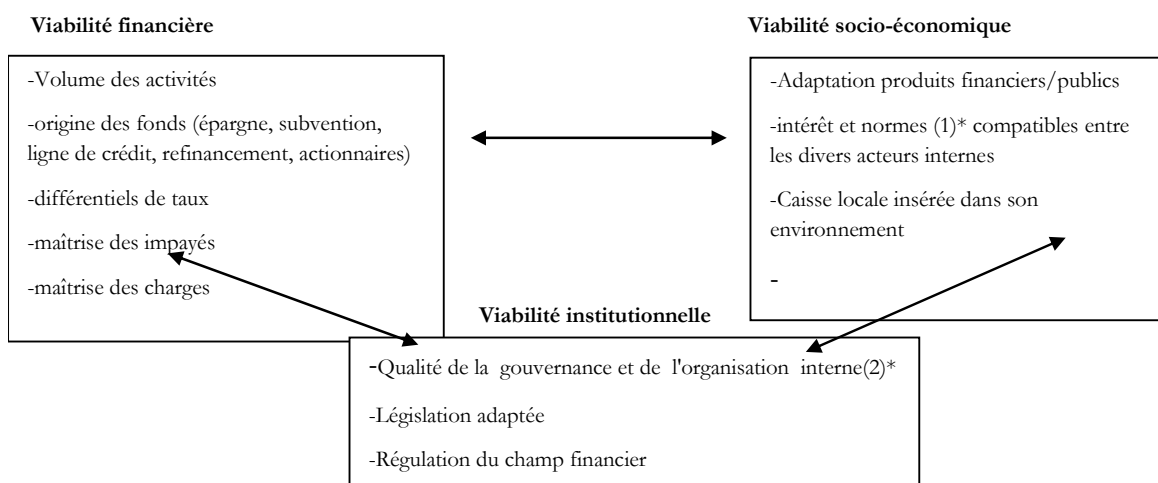 Viabilité financière
-Volume des activités
-origine des fonds (épargne, subvention,
ligne de crédit, refinancement, actionnaires)
-différentiels de taux
-maîtrise des impayés
-maîtrise des charges
Viabilité socio-économique
-Adaptation produits financiers/publics
-intérêt et normes (1)* compatibles entre
les divers acteurs internes
-Caisse locale insérée dans son
environnement
-
Viabilité institutionnelle
-Qualité de la gouvernance et de l'organisation interne(2)*
-Législation adaptée
-Régulation du champ financier